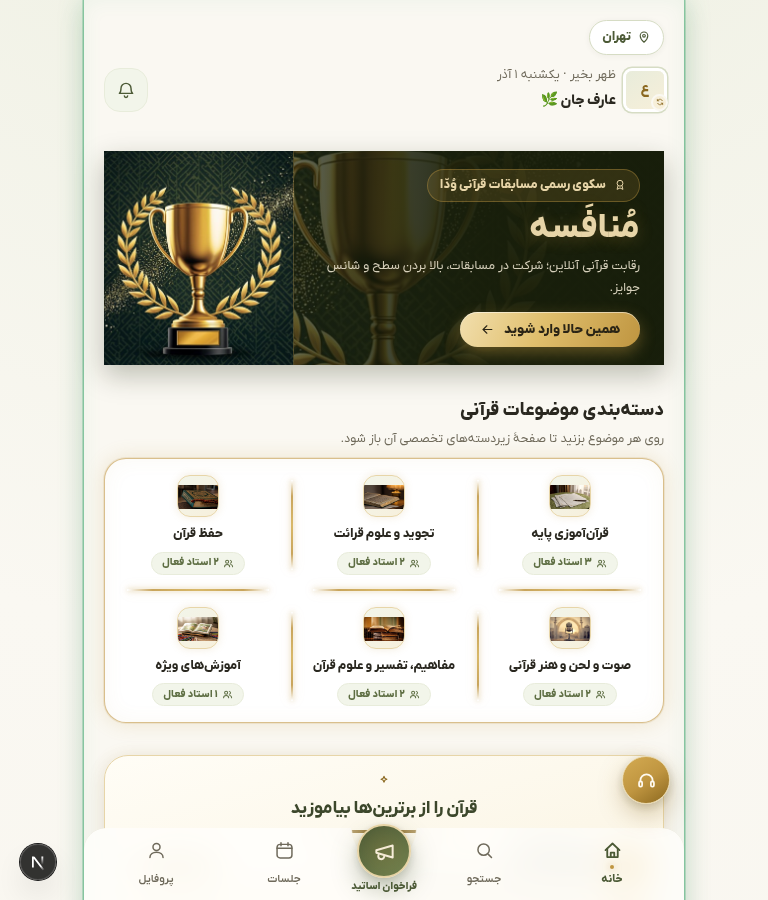 تهران
ظهر بخیر · یکشنبه ۱ آذر
عارف جان
ع
سکوی رسمی مسابقات قرآنی وُدّا
مُنافَسه
رقابت قرآنی آنلاین؛ شرکت در مسابقات، بالا بردن سطح و شانس
جوایز.
همین حالا وارد شوید
دسته‌بندی موضوعات قرآنی
روی هر موضوع بزنید تا صفحهٔ زیردسته‌های تخصصی آن باز شود.
قرآن‌آموزی پایه
۳ استاد فعال
تجوید و علوم قرائت
۲ استاد فعال
حفظ قرآن
۲ استاد فعال
صوت و لحن و هنر قرآنی
۲ استاد فعال
مفاهیم، تفسیر و علوم قرآن
۲ استاد فعال
آموزش‌های ویژه
۱ استاد فعال
قرآن را از برترین‌ها بیاموزید
خانه
جستجو
فراخوان اساتید
جلسات
پروفایل
N